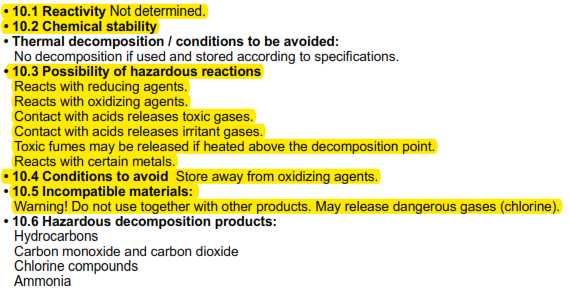 • 10.1 Reactivity Not determined.
• 10.2 Chemical stability
• Thermal decomposition / conditions to be avoided:
No decomposition if used and stored according to specifications.
• 10.3 Possibility of hazardous reactions
Reacts with reducing agents.
Reacts with oxidizing agents.
Contact with acids releases toxic gases.
Contact with acids releases irritant gases.
Toxic fumes may be released if heated above the decomposition point.
Reacts with certain metals.
• 10.4 Conditions to avoid Store away from oxidizing agents.
• 10.5 Incompatible materials:
Warning! Do not use together with other products. May release dangerous gases (chlorine).
• 10.6 Hazardous decomposition products:
Hydrocarbons
Carbon monoxide and carbon dioxide
Chlorine compounds
Ammonia